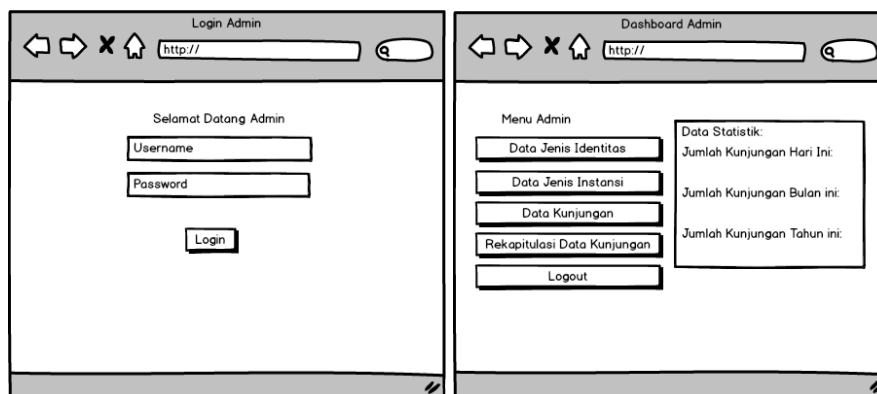 Login Admin
http://
Selamat Datang Admin
Username
Password
Login
Dashboard Admin
http://
Menu Admin
Data Jenis Identitas
Data Jenis Instansi
Data Kunjungan
Rekapitulasi Data Kunjungan
Logout
Data Statistik:
Jumlah Kunjungan Hari Ini:
Jumlah Kunjungan Bulan ini:
Jumlah Kunjungan Tahun ini: